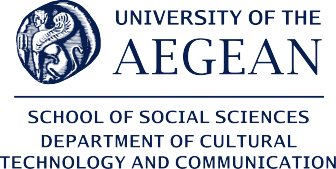 UNIVERSITY OF THE
AEGEAN
SCHOOL OF SOCIAL SCIENCES
DEPARTMENT OF CULTURAL
TECHNOLOGY AND COMMUNICATION